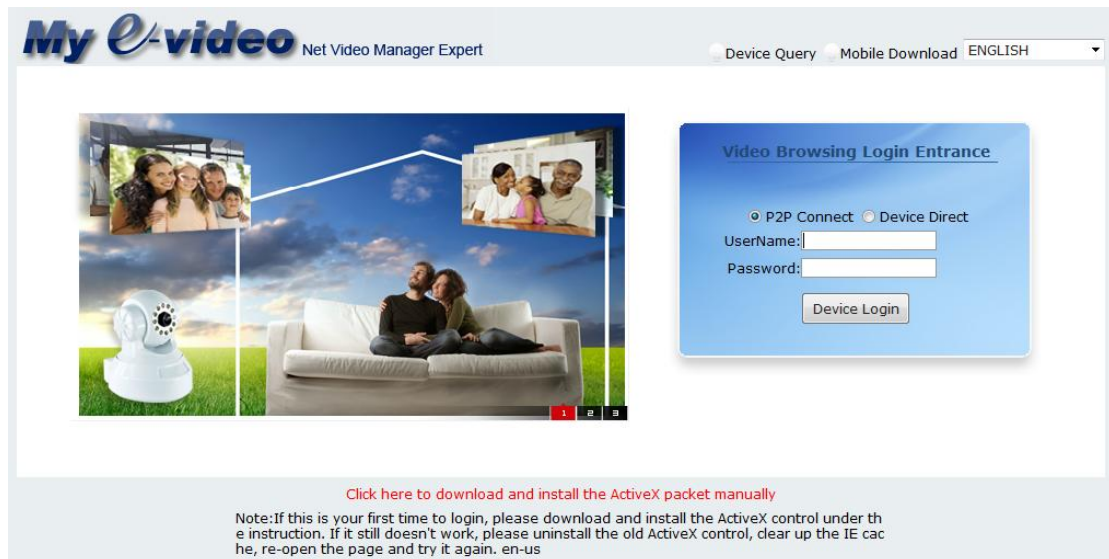 My e-video Net Video Manager Expert
Device Query Mobile Download ENGLISH
Video Browsing Login Entrance
P2P Connect Device Direct
UserName:
Password:
Device Login
1 2 3
Click here to download and install the ActiveX packet manually
Note:If this is your first time to login, please download and install the ActiveX control under th
e instruction. If it still doesn't work, please uninstall the old ActiveX control, clear up the IE cac
he, re-open the page and try it again. en-us